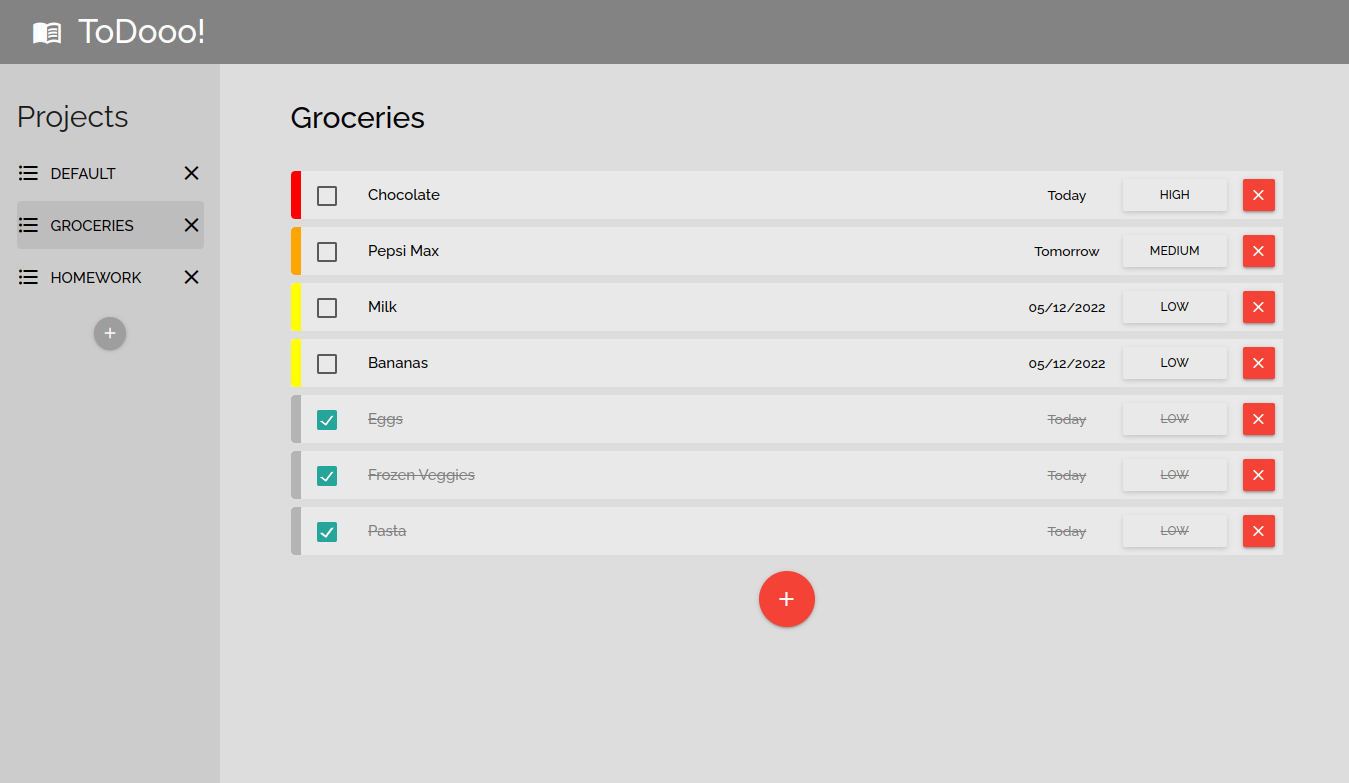 ToDooo!
Projects
DEFAULT
GROCERIES
HOMEWORK
+
Groceries
Chocolate Today HIGH
Pepsi Max Tomorrow MEDIUM
Milk 05/12/2022 LOW
Bananas 05/12/2022 LOW
Eggs Today LOW
Frozen Veggies Today LOW
Pasta Today LOW
+